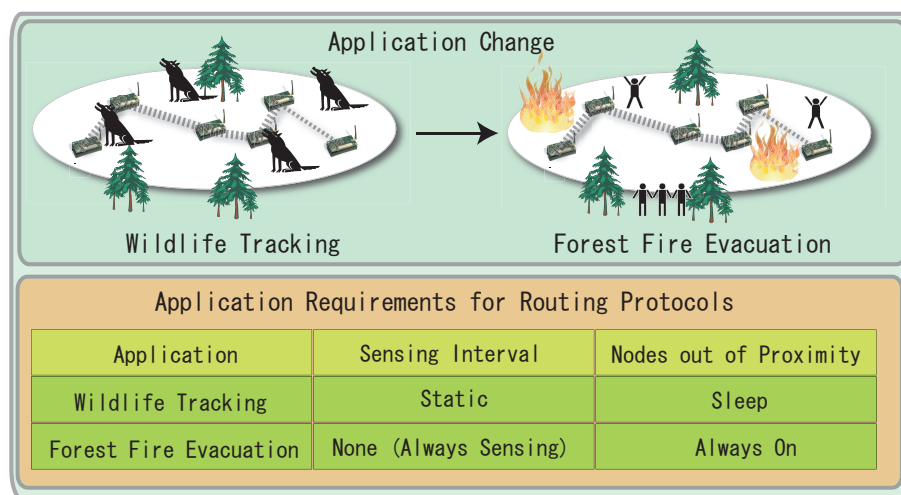 Application Change
Wildlife Tracking
Forest Fire Evacuation
Application Requirements for Routing Protocols
Application
Sensing Interval
Nodes out of Proximity
Wildlife Tracking
Static
Sleep
Forest Fire Evacuation
None (Always Sensing)
Always On